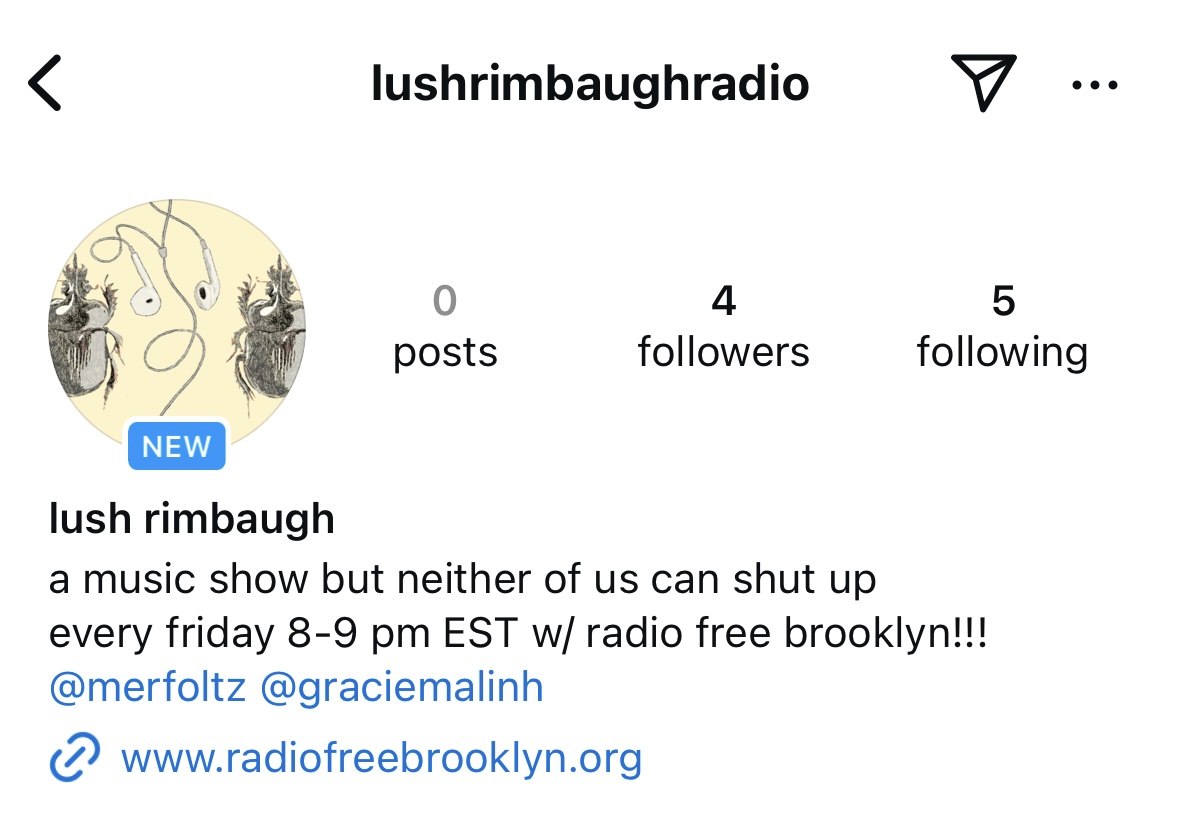 lushrimbaughradio
0 4 5
posts followers following
NEW
lush rimbaugh
a music show but neither of us can shut up
every friday 8-9 pm EST w/ radio free brooklyn!!!
@merfoltz @graciemalinh
www.radiofreebrooklyn.org